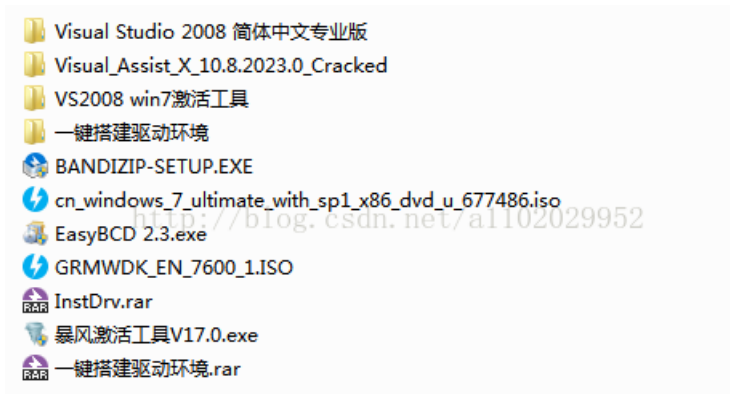 Visual Studio 2008 简体中文专业版
Visual_Assist_X_10.8.2023.0_Cracked
VS2008 win7激活工具
一键搭建驱动环境
BANDIZIP-SETUP.EXE
cn_windows_7_ultimate_with_sp1_x86_dvd_u_677486.iso
http://blog.csdn.net/a1102029952
EasyBCD 2.3.exe
GRMWDK_EN_7600_1.ISO
RAR InstDrv.rar
暴风激活工具V17.0.exe
RAR 一键搭建驱动环境.rar